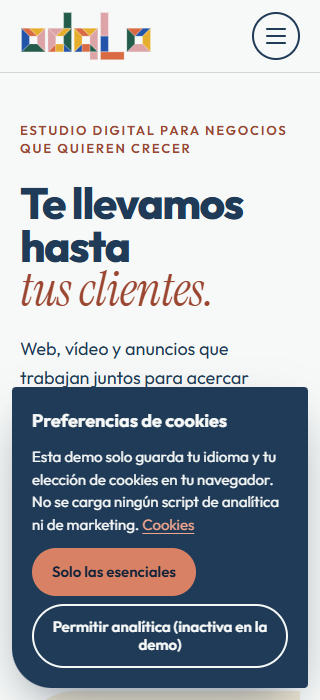 adaLo
ESTUDIO DIGITAL PARA NEGOCIOS
QUE QUIEREN CRECER
Te llevamos
hasta
tus clientes.
Web, vídeo y anuncios que
trabajan juntos para acercar
Preferencias de cookies
Esta demo solo guarda tu idioma y tu
elección de cookies en tu navegador.
No se carga ningún script de analítica
ni de marketing. Cookies
Solo las esenciales
Permitir analítica (inactiva en la
demo)